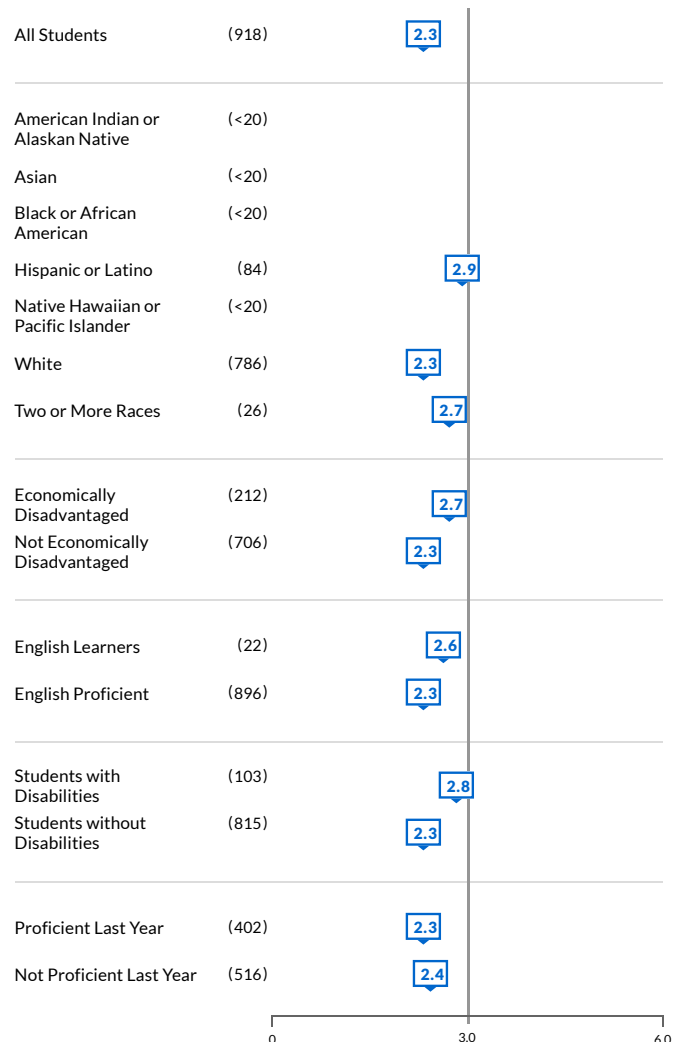 All Students (918) 2.3
American Indian or (<20)
Alaskan Native
Asian (<20)
Black or African (<20)
American
Hispanic or Latino (84) 2.9
Native Hawaiian or (<20)
Pacific Islander
White (786) 2.3
Two or More Races (26) 2.7
Economically (212) 2.7
Disadvantaged
Not Economically (706) 2.3
Disadvantaged
English Learners (22) 2.6
English Proficient (896) 2.3
Students with (103) 2.8
Disabilities
Students without (815) 2.3
Disabilities
Proficient Last Year (402) 2.3
Not Proficient Last Year (516) 2.4
0 3.0 6.0